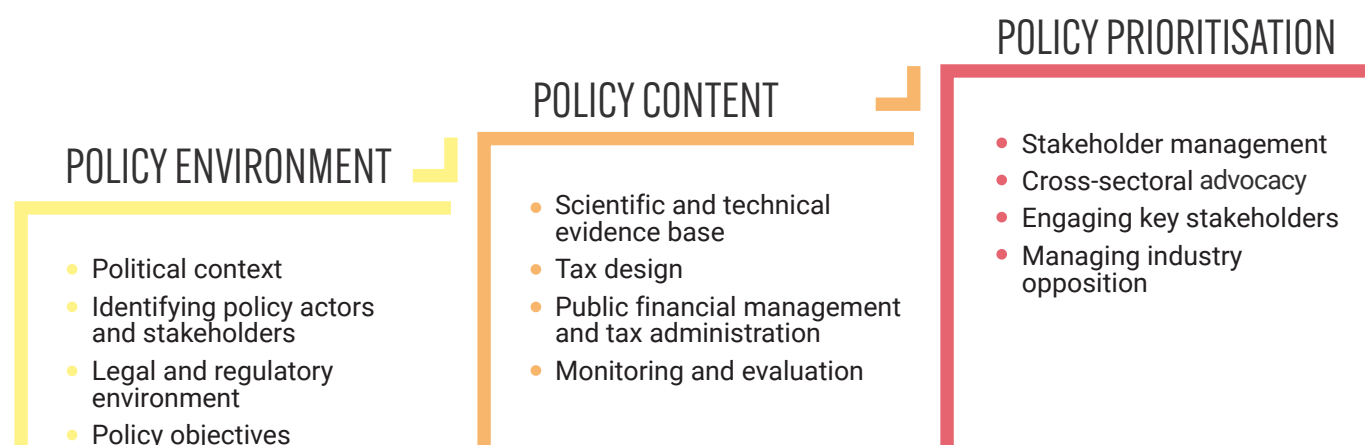 POLICY ENVIRONMENT
Political context
Identifying policy actors
and stakeholders
Legal and regulatory
environment
Policy objectives
POLICY CONTENT
Scientific and technical
evidence base
Tax design
Public financial management
and tax administration
Monitoring and evaluation
POLICY PRIORITISATION
Stakeholder management
Cross-sectoral advocacy
Engaging key stakeholders
Managing industry
opposition